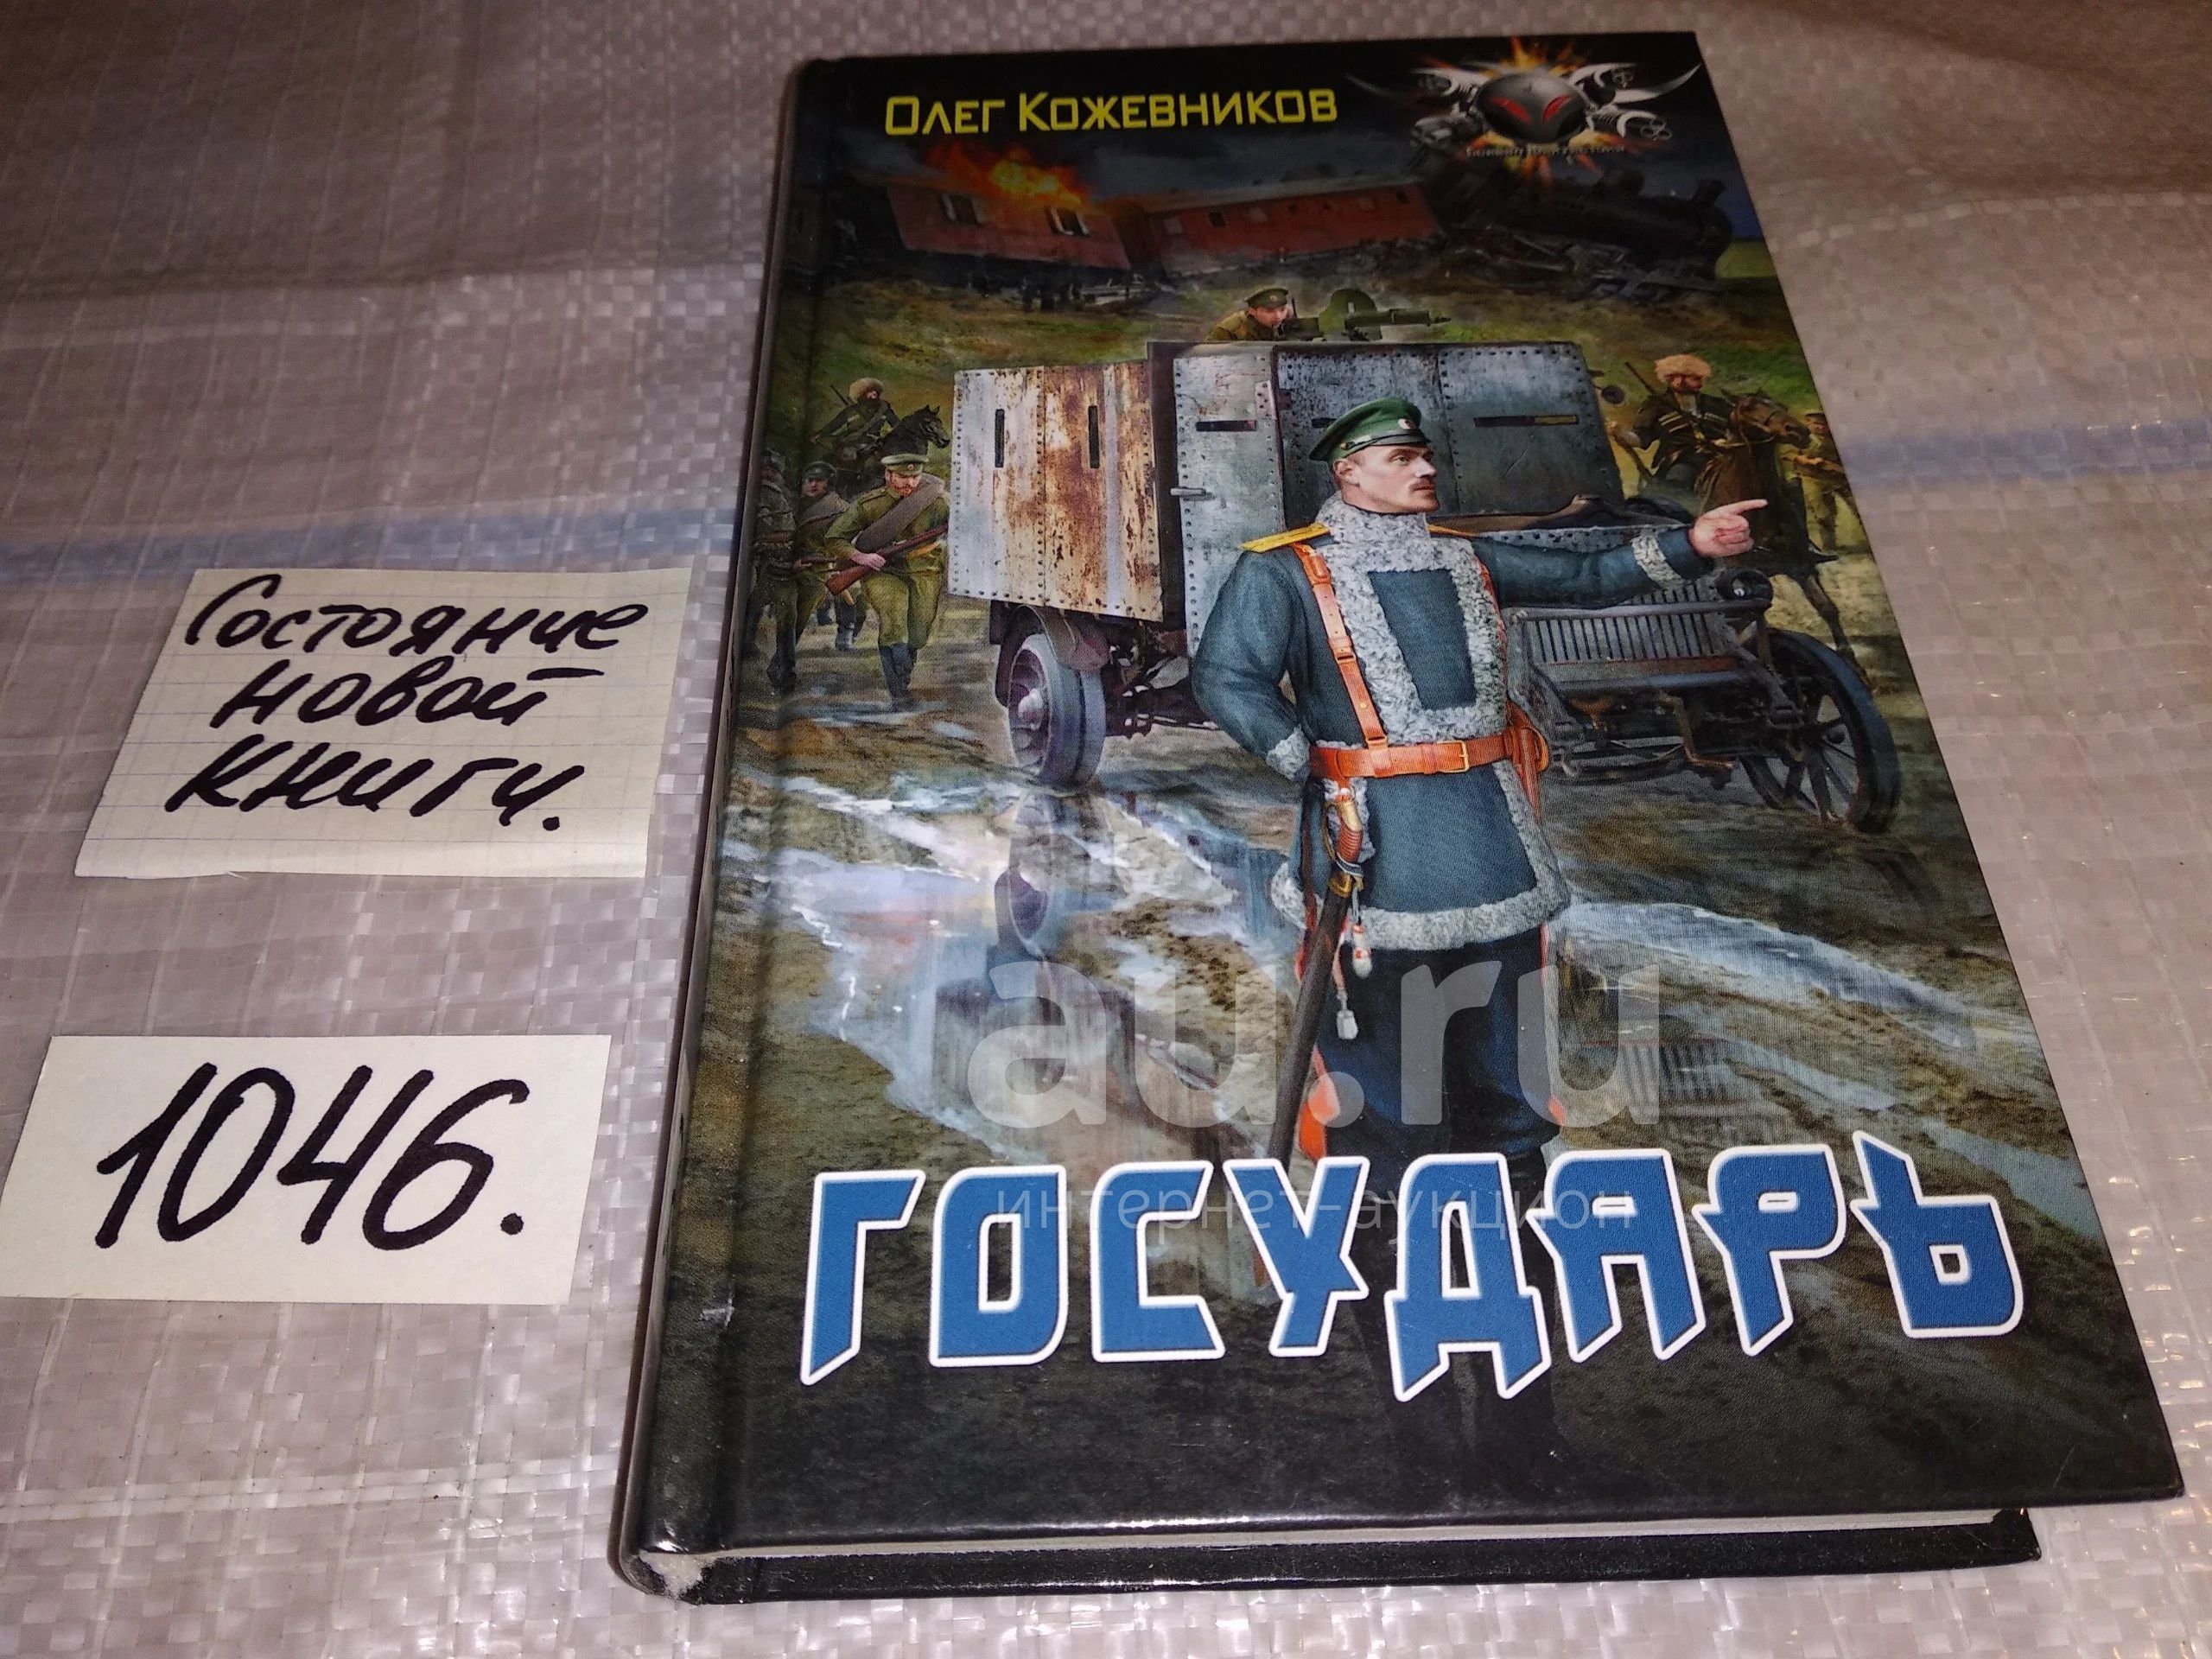 Олег Кожевников
Состояние
новой
книги.
1046.
au.ru
интернет-аукцион
ГОСУДАРЬ